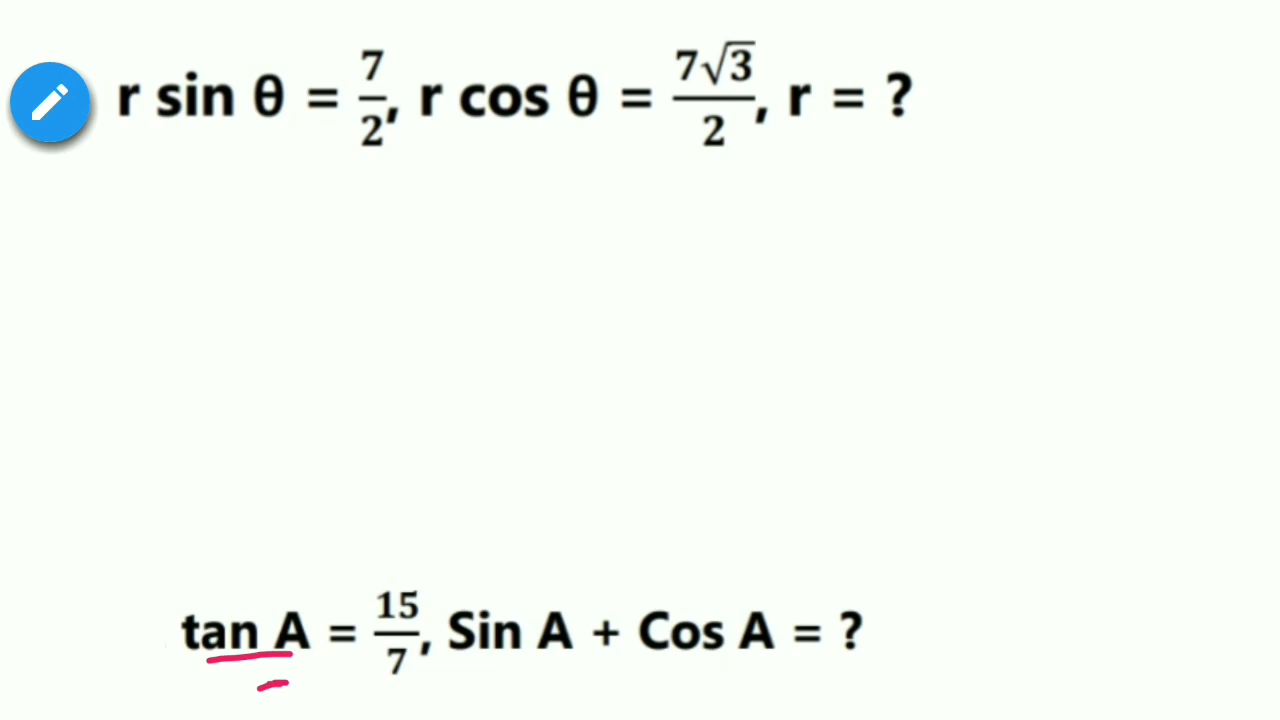 r sin θ = 7/2, r cos θ = 7√3/2, r = ?
tan A = 15/7, Sin A + Cos A = ?